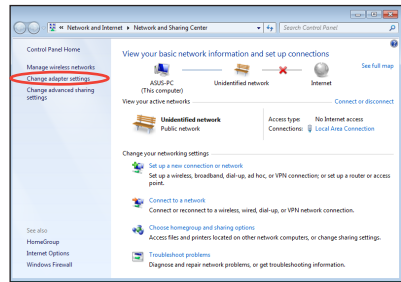 Network and Internet ▸ Network and Sharing Center
Search Control Panel
Control Panel Home
Manage wireless networks
Change adapter settings
Change advanced sharing
settings
See also
HomeGroup
Internet Options
Windows Firewall
View your basic network information and set up connections
See full map
ASUS-PC
(This computer)
Unidentified network
Internet
View your active networks
Connect or disconnect
Unidentified network
Public network
Access type: No Internet access
Connections: Local Area Connection
Change your networking settings
Set up a new connection or network
Set up a wireless, broadband, dial-up, ad hoc, or VPN connection; or set up a router or access
point.
Connect to a network
Connect or reconnect to a wireless, wired, dial-up, or VPN network connection.
Choose homegroup and sharing options
Access files and printers located on other network computers, or change sharing settings.
Troubleshoot problems
Diagnose and repair network problems, or get troubleshooting information.